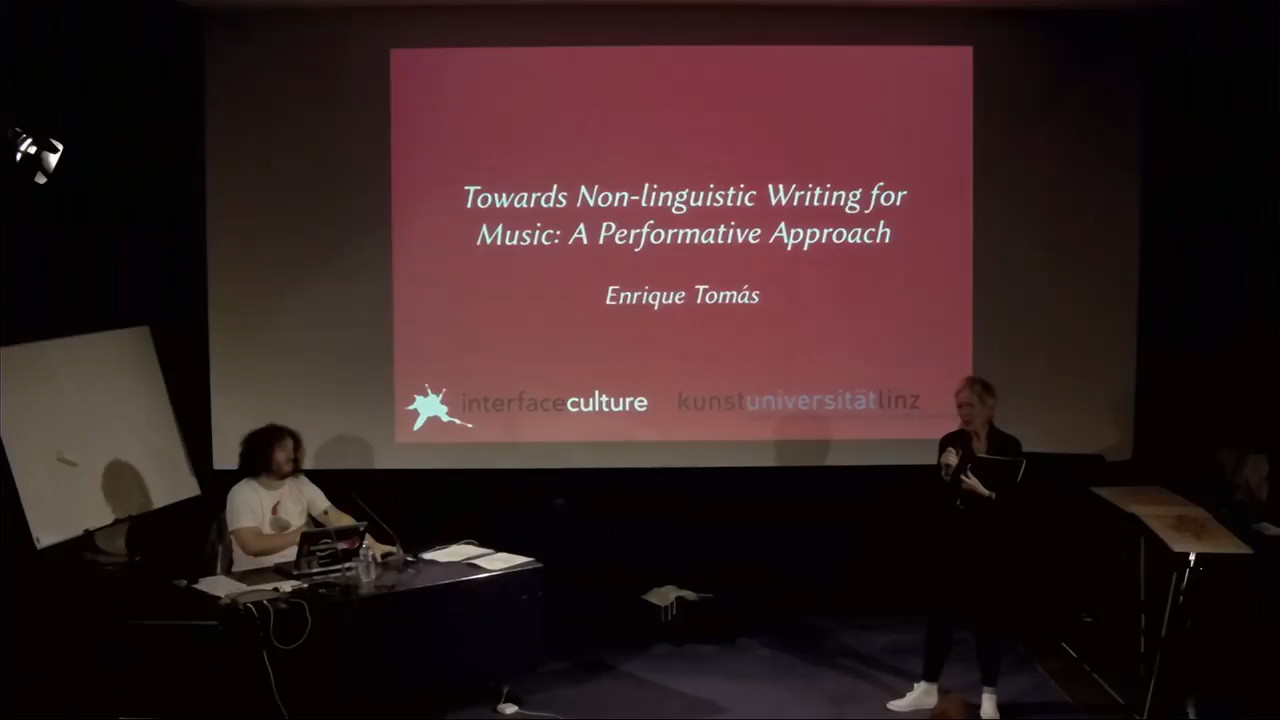 Towards Non-linguistic Writing for
Music: A Performative Approach
Enrique Tomás
interfaceculture kunstuniversitätlinz